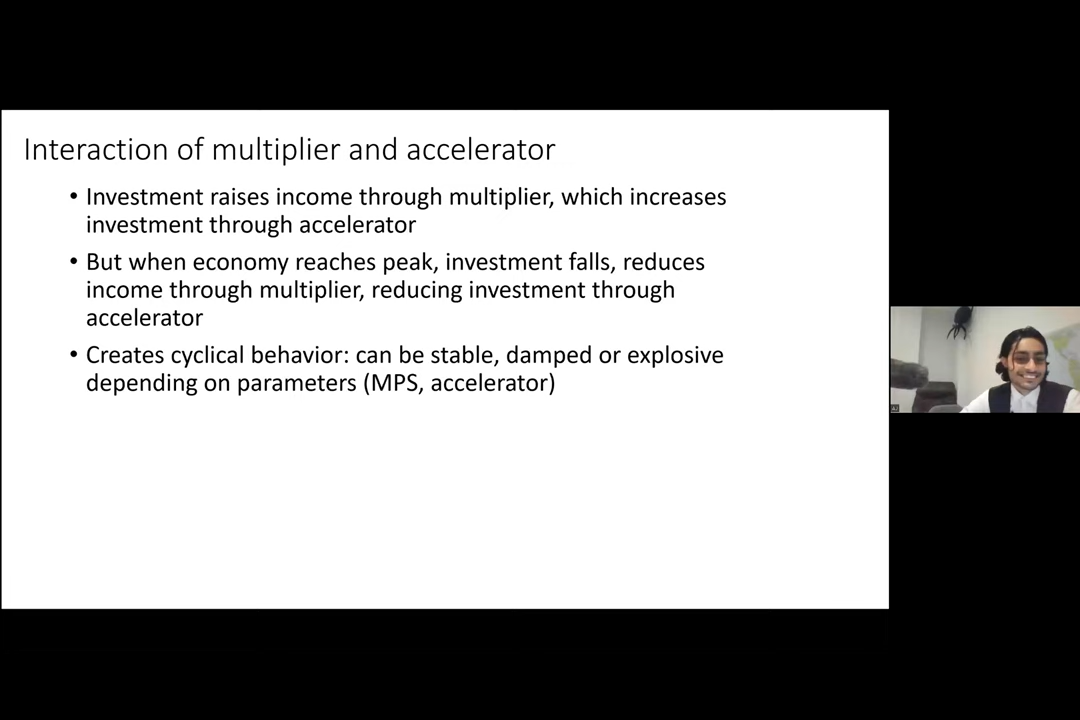 Interaction of multiplier and accelerator
• Investment raises income through multiplier, which increases
investment through accelerator
• But when economy reaches peak, investment falls, reduces
income through multiplier, reducing investment through
accelerator
• Creates cyclical behavior: can be stable, damped or explosive
depending on parameters (MPS, accelerator)